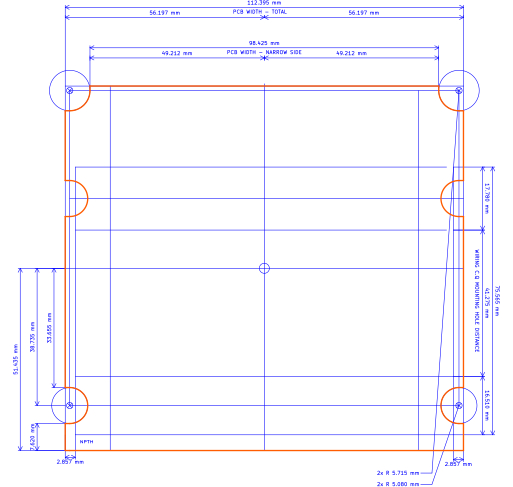 112.395 mm
56.197 mm
PCB WIDTH - TOTAL
56.197 mm
98.425 mm
49.212 mm
PCB WIDTH - NARROW SIDE
49.212 mm
17.780 mm
WIRING C.O MOUNTING HOLE DISTANCE
41.275 mm
75.565 mm
16.510 mm
33.655 mm
38.735 mm
51.435 mm
7.620 mm
NPTH
2.857 mm
2.857 mm
2x R 5.715 mm
2x R 5.080 mm